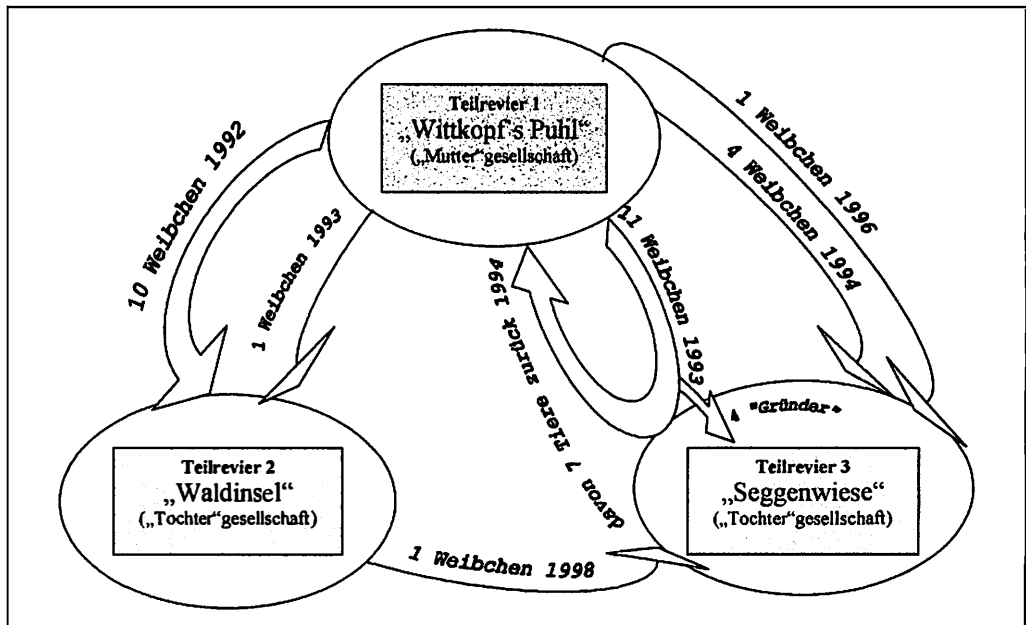 Teilrevier 1
„Wittkopf´s Puhl“
(„Mutter“gesellschaft)
10 Weibchen 1992
1 Weibchen 1993
davon 7 Tiere zurück 1994
11 Weibchen 1993
4 Weibchen 1994
1 Weibchen 1996
4 "Gründer"
Teilrevier 2
„Waldinsel“
(„Tochter“gesellschaft)
Teilrevier 3
„Seggenwiese“
(„Tochter“gesellschaft)
1 Weibchen 1998